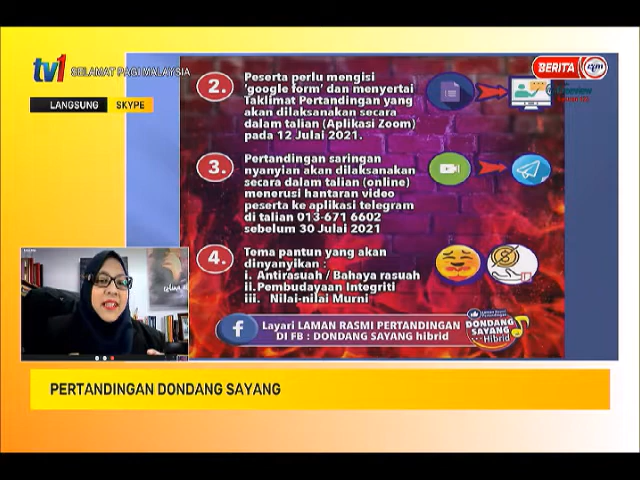 tv1 SELAMAT PAGI MALAYSIA
BERITA rtm
LANGSUNG SKYPE
2. Peserta perlu mengisi
'google form' dan menyertai
Taklimat Pertandingan yang
akan dilaksanakan secara
dalam talian (Aplikasi Zoom)
pada 12 Julai 2021.
3. Pertandingan saringan
nyanyian akan dilaksanakan
secara dalam talian (online)
menerusi hantaran video
peserta ke aplikasi telegram
di talian 013-671 6602
sebelum 30 Julai 2021
4. Tema pantun yang akan
dinyanyikan :
i. Antirasuah / Bahaya rasuah
ii. Pembudayaan Integriti
iii. Nilai-nilai Murni
f Layari LAMAN RASMI PERTANDINGAN
DI FB : DONDANG SAYANG hibrid
DONDANG
SAYANG
Hibrid
PERTANDINGAN DONDANG SAYANG